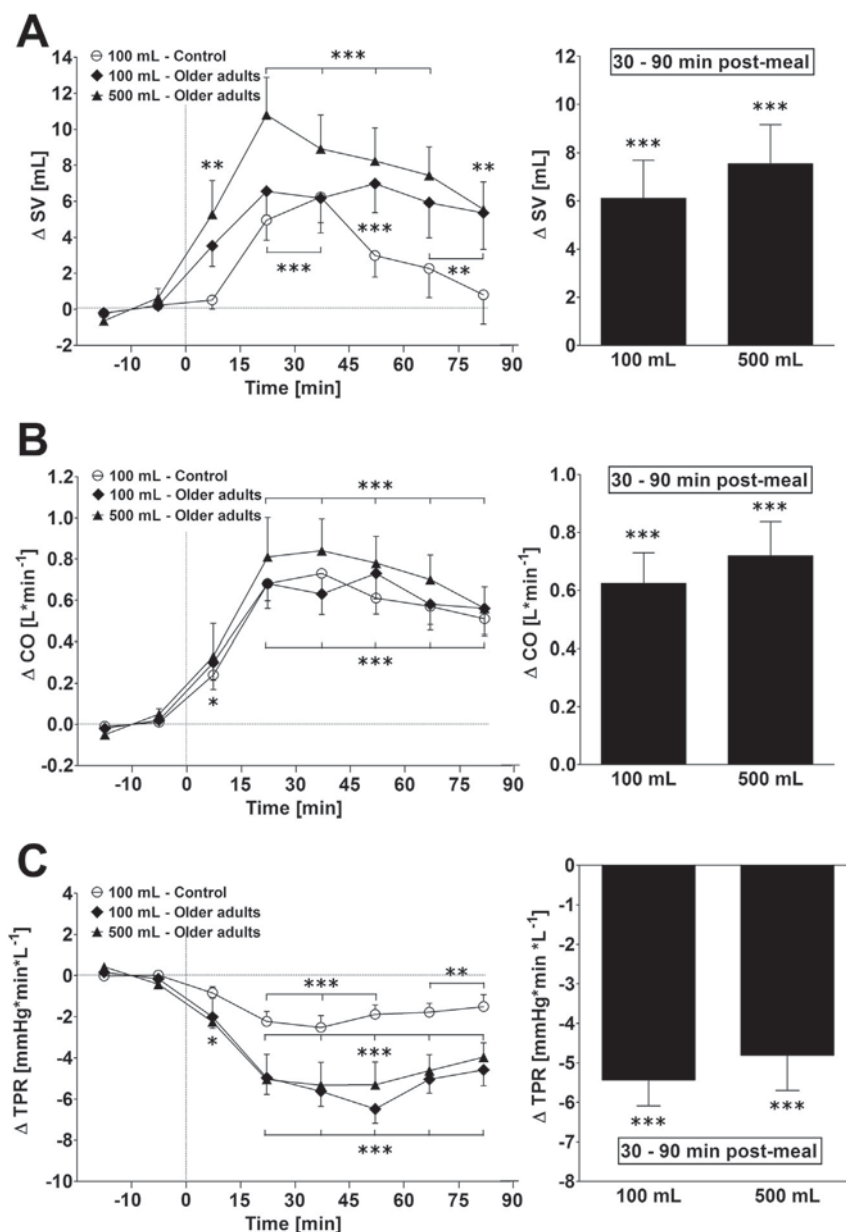 A
100 mL - Control
100 mL - Older adults
500 mL - Older adults
***
**
**
***
***
**
14
12
10
8
6
4
2
0
-2
Δ SV [mL]
-10 0 15 30 45 60 75 90
Time [min]
30 - 90 min post-meal
***
***
12
10
8
6
4
2
0
2
Δ SV [mL]
100 mL 500 mL
B
100 mL - Control
100 mL - Older adults
500 mL - Older adults
***
***
*
1.2
1.0
0.8
0.6
0.4
0.2
0.0
-0.2
Δ CO [L*min⁻¹]
-10 0 15 30 45 60 75 90
Time [min]
30 - 90 min post-meal
***
***
1.0
0.8
0.6
0.4
0.2
0.0
Δ CO [L*min⁻¹]
100 mL 500 mL
C
100 mL - Control
100 mL - Older adults
500 mL - Older adults
***
**
***
*
***
4
2
0
-2
-4
-6
-8
-10
Δ TPR [mmHg*min*L⁻¹]
-10 0 15 30 45 60 75 90
Time [min]
0
-1
-2
-3
-4
-5
-6
-7
-8
Δ TPR [mmHg*min *L⁻¹]
***
***
30 - 90 min post-meal
100 mL 500 mL